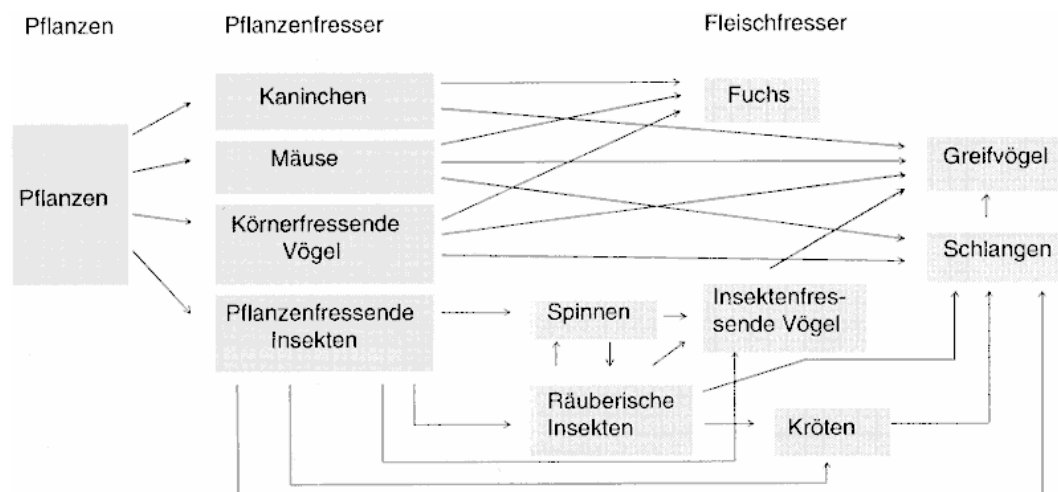 Pflanzen
Pflanzenfresser
Fleischfresser
Kaninchen
Fuchs
Mäuse
Greifvögel
Pflanzen
Körnerfressende
Vögel
Schlangen
Pflanzenfressende
Insekten
Spinnen
Insektenfres-
sende Vögel
Räuberische
Insekten
Kröten